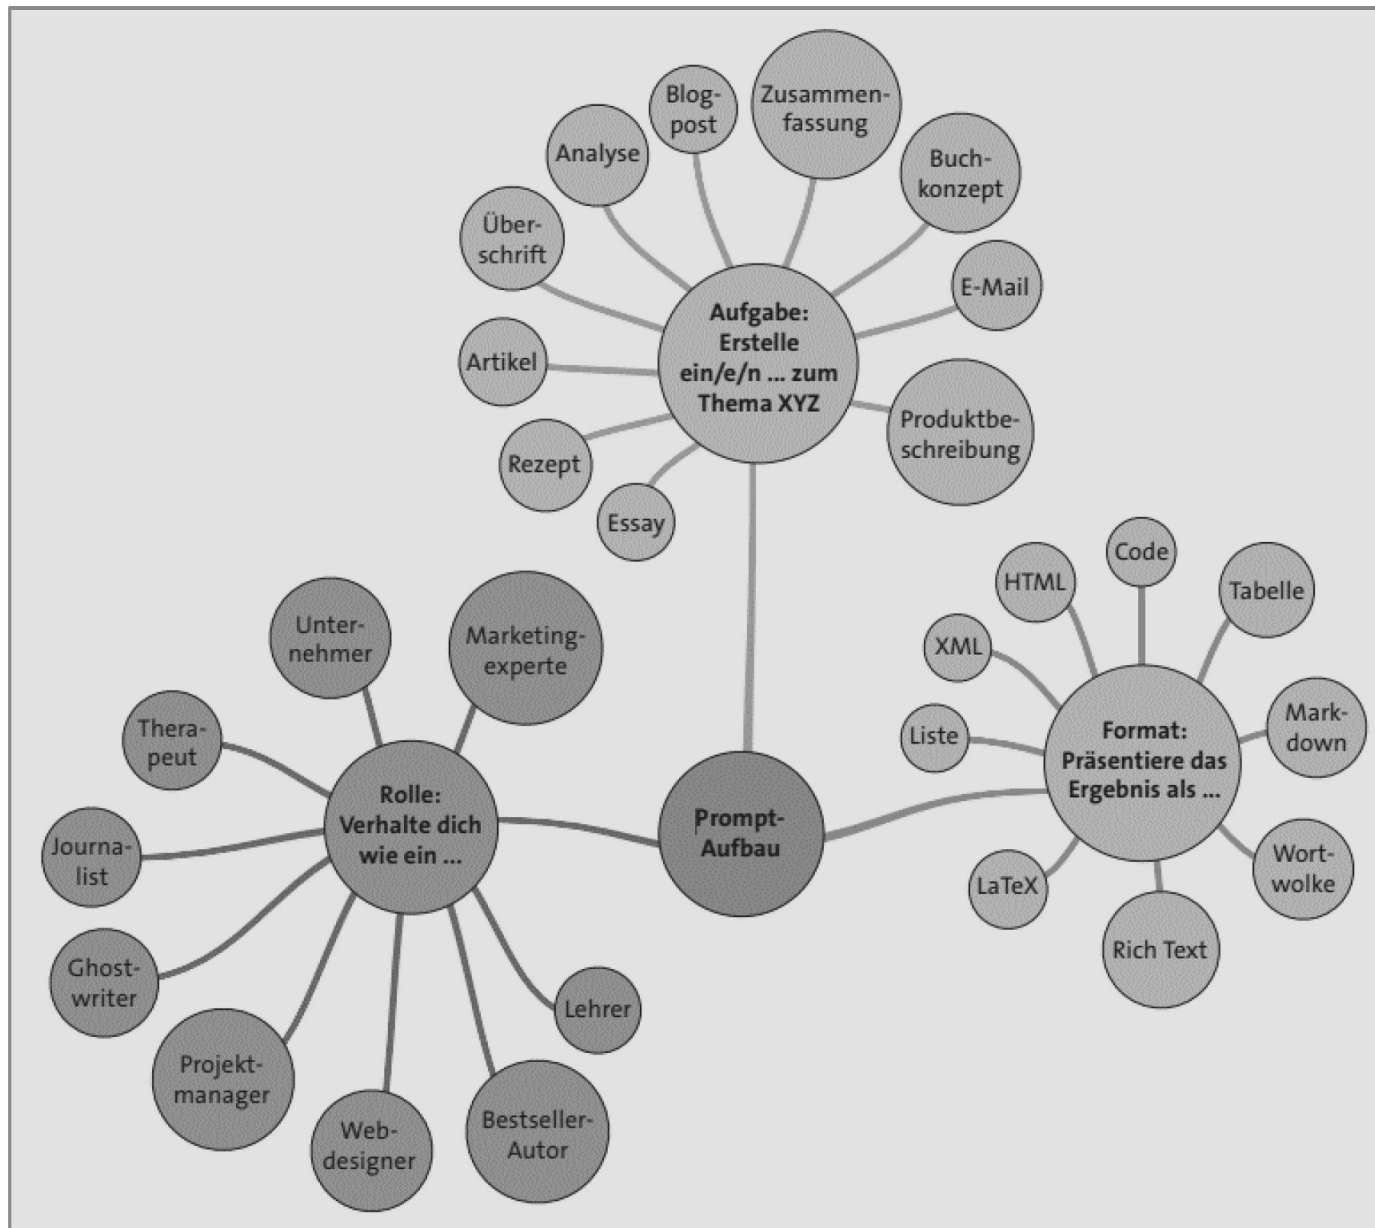 Blog-
post
Zusammen-
fassung
Analyse
Buch-
konzept
Über-
schrift
E-Mail
Aufgabe:
Erstelle
ein/e/n ... zum
Thema XYZ
Artikel
Produktbe-
schreibung
Rezept
Essay
Code
HTML
Tabelle
XML
Mark-
down
Liste
Format:
Präsentiere das
Ergebnis als ...
Wort-
wolke
LaTeX
Rich Text
Prompt-
Aufbau
Unter-
nehmer
Marketing-
experte
Thera-
peut
Rolle:
Verhalte dich
wie ein ...
Journa-
list
Ghost-
writer
Lehrer
Projekt-
manager
Web-
designer
Bestseller-
Autor